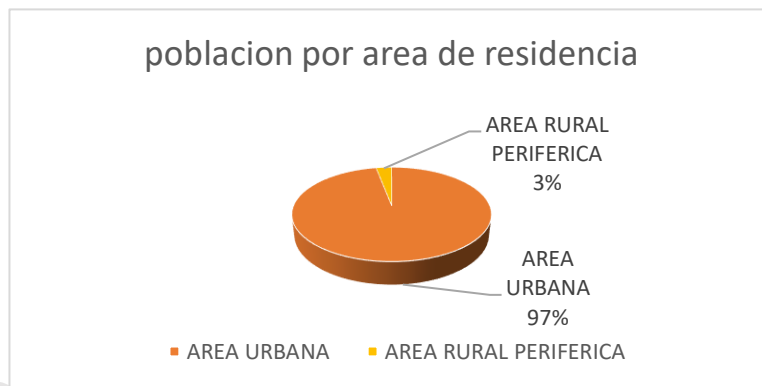 poblacion por area de residencia
AREA RURAL
PERIFERICA
3%
AREA
URBANA
97%
AREA URBANA
AREA RURAL PERIFERICA